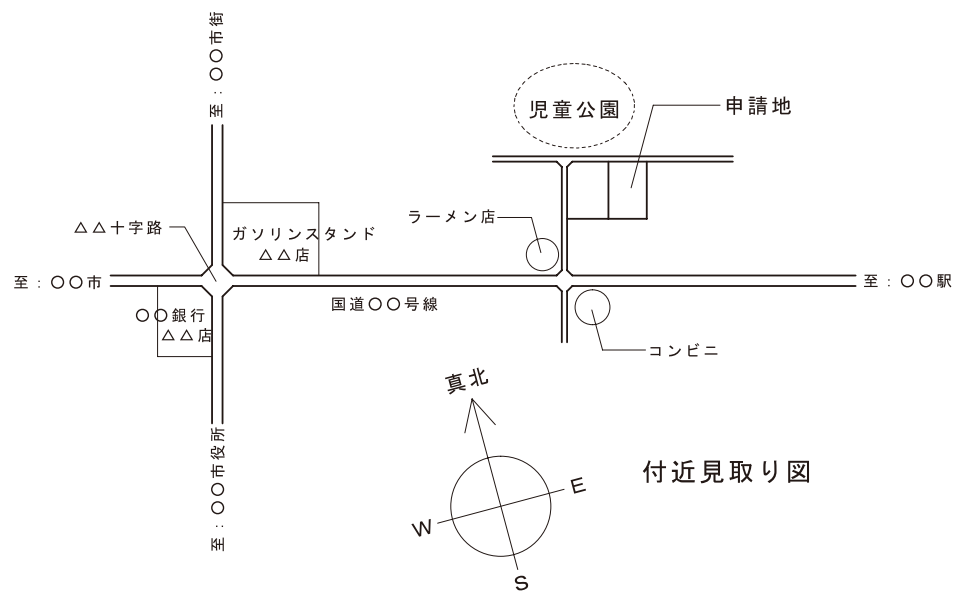 至：〇〇市街
児童公園
申請地
△△十字路
ガソリンスタンド
△△店
ラーメン店
至：〇〇市
至：〇〇駅
国道〇〇号線
〇〇銀行
△△店
コンビニ
真北
至：〇〇市役所
付近見取り図
E
W
S